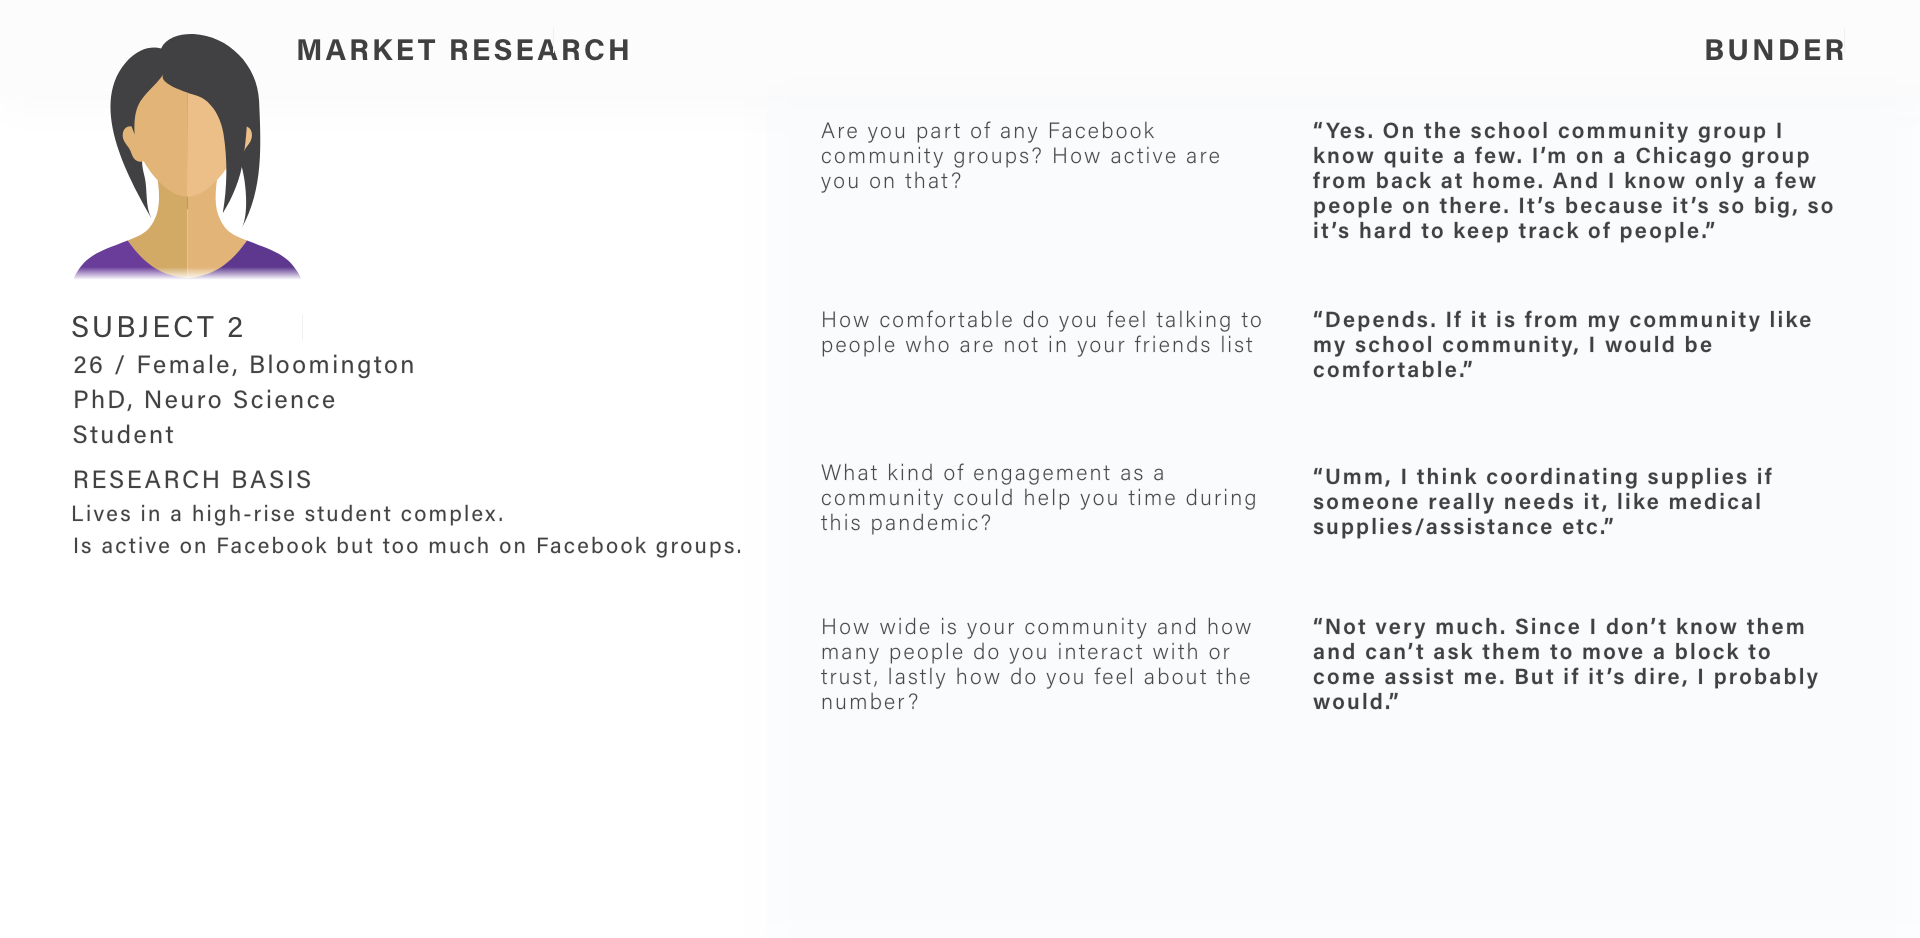 MARKET RESEARCH
BUNDER
SUBJECT 2
26 / Female, Bloomington
PhD, Neuro Science
Student
RESEARCH BASIS
Lives in a high-rise student complex.
Is active on Facebook but too much on Facebook groups.
Are you part of any Facebook
community groups? How active are
you on that?
“Yes. On the school community group I
know quite a few. I’m on a Chicago group
from back at home. And I know only a few
people on there. It’s because it’s so big, so
it’s hard to keep track of people.”
How comfortable do you feel talking to
people who are not in your friends list
“Depends. If it is from my community like
my school community, I would be
comfortable.”
What kind of engagement as a
community could help you time during
this pandemic?
“Umm, I think coordinating supplies if
someone really needs it, like medical
supplies/assistance etc.”
How wide is your community and how
many people do you interact with or
trust, lastly how do you feel about the
number?
“Not very much. Since I don’t know them
and can’t ask them to move a block to
come assist me. But if it’s dire, I probably
would.”